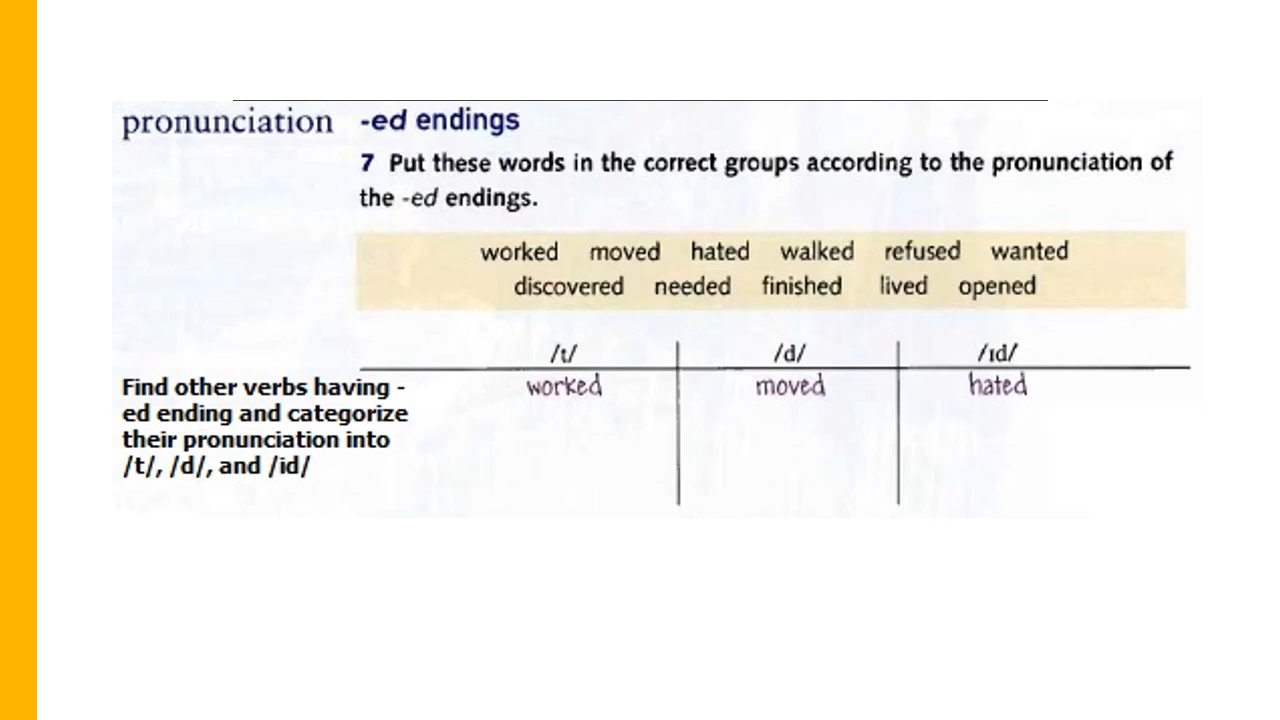 pronunciation -ed endings
7 Put these words in the correct groups according to the pronunciation of
the -ed endings.
worked moved hated walked refused wanted
discovered needed finished lived opened
/t/ /d/ /ɪd/
worked moved hated
Find other verbs having -
ed ending and categorize
their pronunciation into
/t/, /d/, and /id/